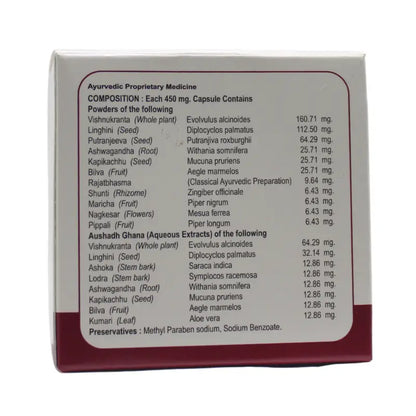 Ayurvedic Proprietary Medicine
COMPOSITION : Each 450 mg. Capsule Contains
Powders of the following
Vishnukranta (Whole plant) Evolvulus alcinoides 160.71 mg.
Linghini (Seed) Diplocyclos palmatus 112.50 mg.
Putranjeeva (Seed) Putranjiva roxburghi 64.29 mg.
Ashwagandha (Root) Withania somnifera 25.71 mg.
Kapikachhu (Seed) Mucuna pruriens 25.71 mg.
Bilva (Fruit) Aegle marmelos 25.71 mg.
Rajatbhasma (Classical Ayurvedic Preparation) 9.64 mg.
Shunti (Rhizome) Zingiber officinale 6.43 mg.
Maricha (Fruit) Piper nigrum 6.43 mg.
Nagkesar (Flowers) Mesua ferrea 6.43 mg.
Pippali (Fruit) Piper longum 6.43 mg.
Aushadh Ghana (Aqueous Extracts) of the following
Vishnukranta (Whole plant) Evolvulus alcinoides 64.29 mg.
Linghini (Seed) Diplocyclos palmatus 32.14 mg.
Ashoka (Stem bark) Saraca indica 12.86 mg.
Lodra (Stem bark) Symplocos racemosa 12.86 mg.
Ashwagandha (Root) Withania somnifera 12.86 mg.
Kapikachhu (Seed) Mucuna pruriens 12.86 mg.
Bilva (Fruit) Aegle marmelos 12.86 mg.
Kumari (Leaf) Aloe vera 12.86 mg.
Preservatives : Methyl Paraben sodium, Sodium Benzoate.